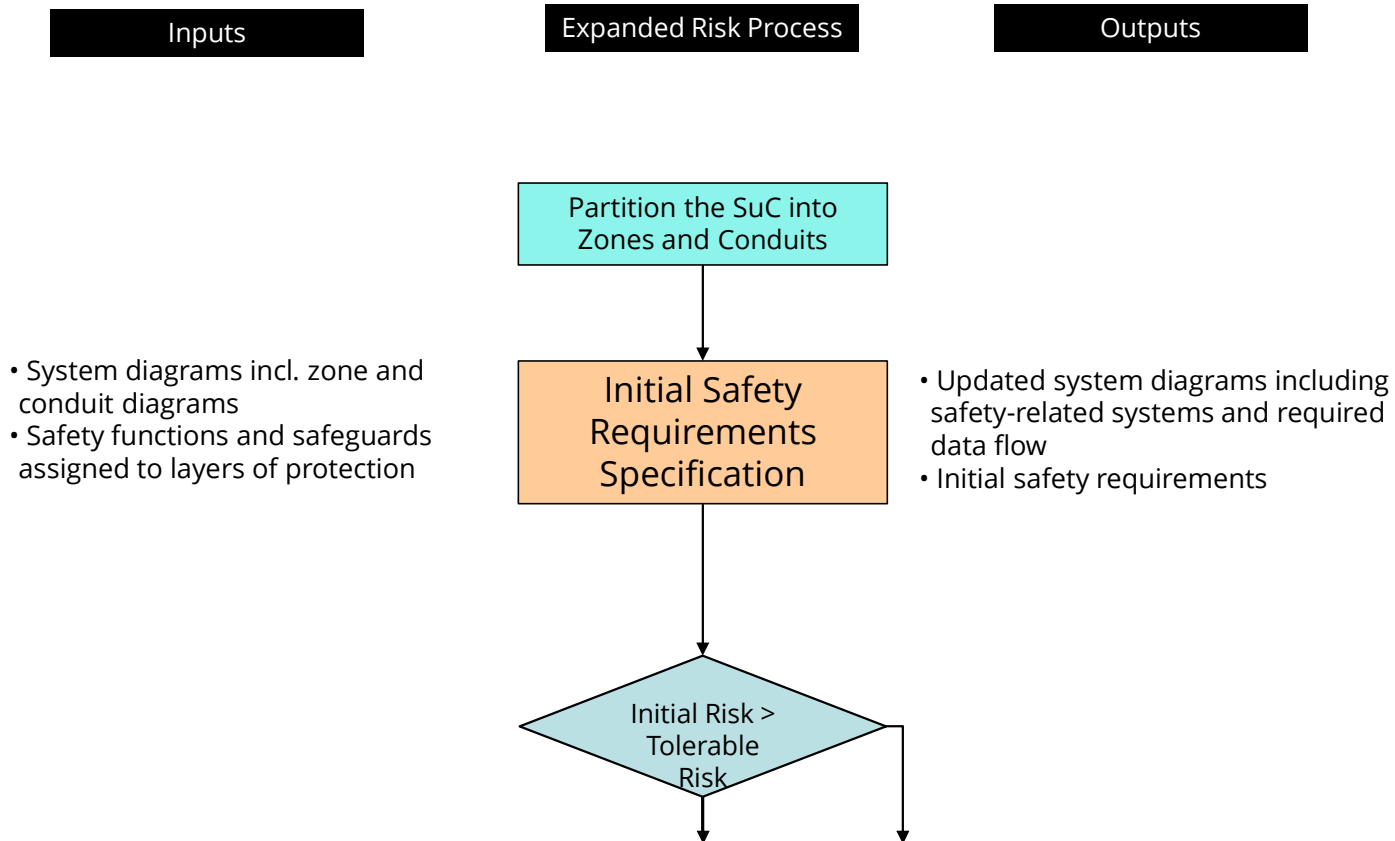 Inputs
Expanded Risk Process
Outputs
Partition the SuC into
Zones and Conduits
• System diagrams incl. zone and
conduit diagrams
• Safety functions and safeguards
assigned to layers of protection
Initial Safety
Requirements
Specification
• Updated system diagrams including
safety-related systems and required
data flow
• Initial safety requirements
Initial Risk >
Tolerable
Risk